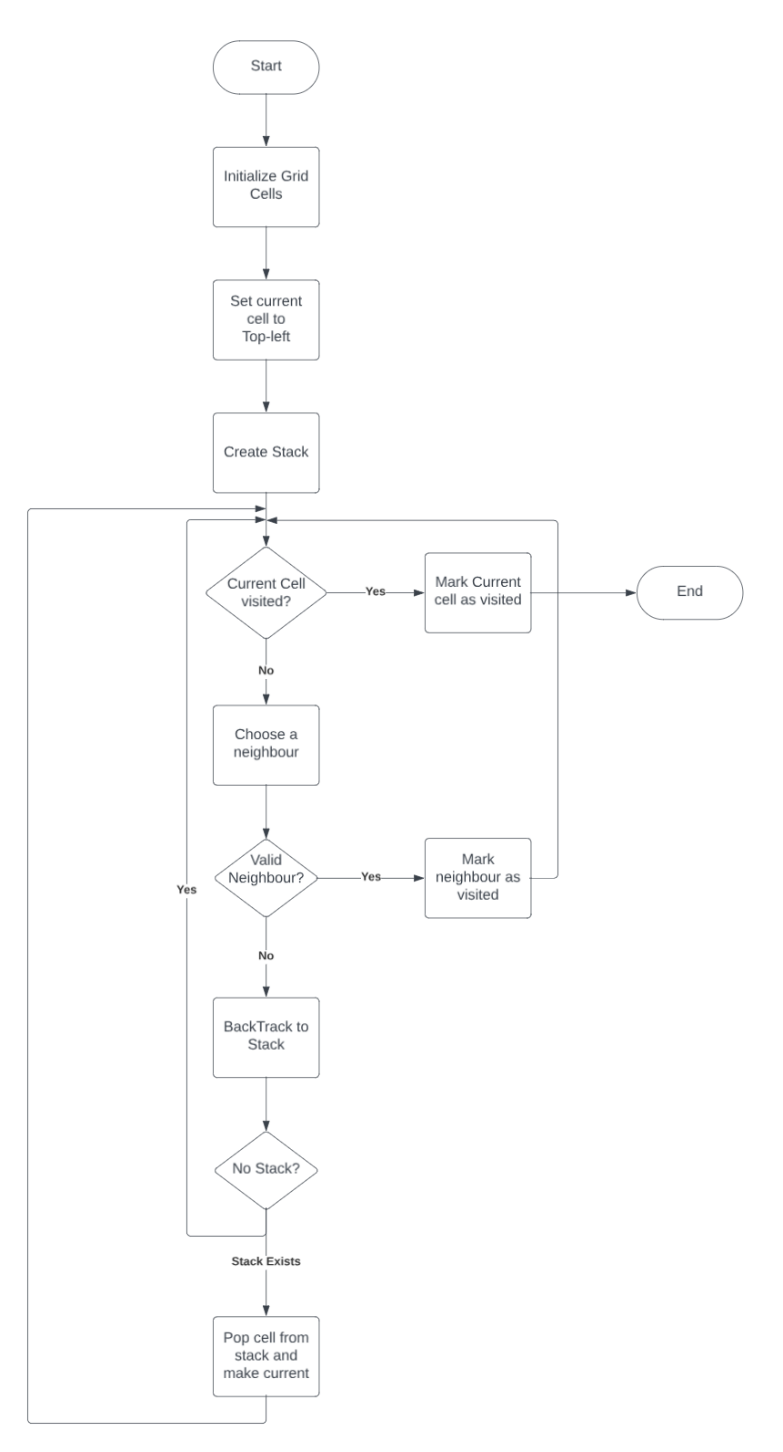 Start
Initialize Grid
Cells
Set current
cell to
Top-left
Create Stack
Current Cell
visited?
Yes
Mark Current
cell as visited
End
No
Choose a
neighbour
Valid
Neighbour?
Yes
Mark
neighbour as
visited
Yes
No
BackTrack to
Stack
No Stack?
Stack Exists
Pop cell from
stack and
make current